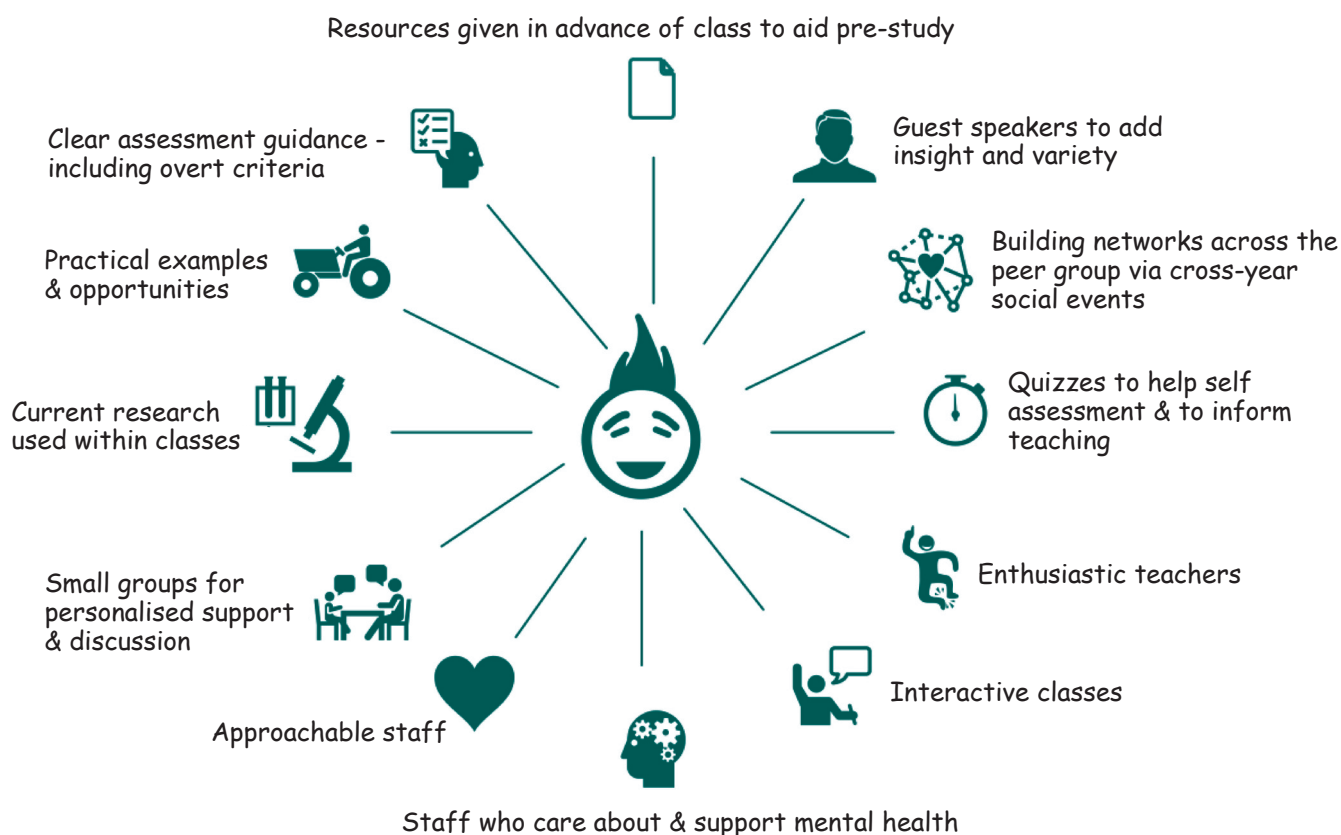 Resources given in advance of class to aid pre-study
Clear assessment guidance -
including overt criteria
Guest speakers to add
insight and variety
Practical examples
& opportunities
Building networks across the
peer group via cross-year
social events
Current research
used within classes
Quizzes to help self
assessment & to inform
teaching
Small groups for
personalised support
& discussion
Enthusiastic teachers
Approachable staff
Interactive classes
Staff who care about & support mental health